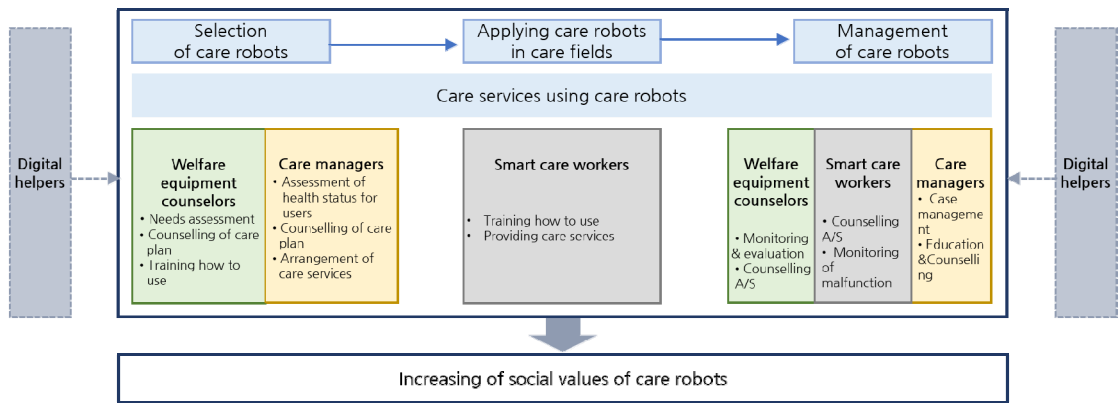 Selection
of care robots
Applying care robots
in care fields
Management
of care robots
Care services using care robots
Digital
helpers
Welfare
equipment
counselors
• Needs assessment
• Counselling of care
plan
• Training how to
use
Care managers
• Assessment of
health status for
users
• Counselling of care
plan
• Arrangement of
care services
Smart care workers
• Training how to use
• Providing care services
Welfare
equipment
counselors
• Monitoring
& evaluation
• Counselling
A/S
Smart care
workers
• Counselling
A/S
• Monitoring
of
malfunction
Care
managers
• Case
manageme
nt
• Education
&Counselli
ng
Digital
helpers
Increasing of social values of care robots